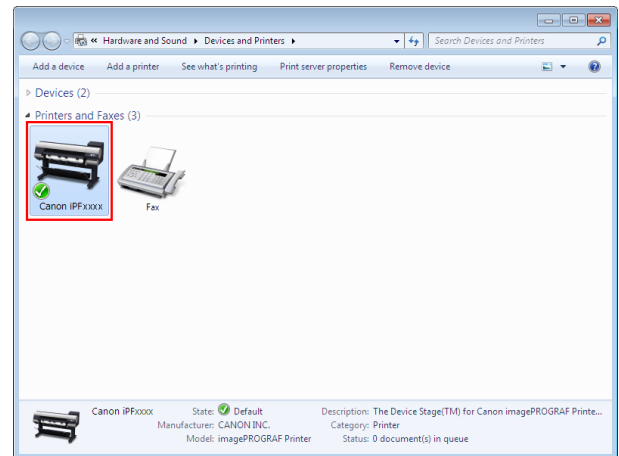 « Hardware and Sound ▸ Devices and Printers ▸ Search Devices and Printers
Add a device Add a printer See what's printing Print server properties Remove device
Devices (2)
Printers and Faxes (3)
Canon iPFxxxx Fax
Canon iPFxxxx State: Default Description: The Device Stage(TM) for Canon imagePROGRAF Printe...
Manufacturer: CANON INC. Category: Printer
Model: imagePROGRAF Printer Status: 0 document(s) in queue